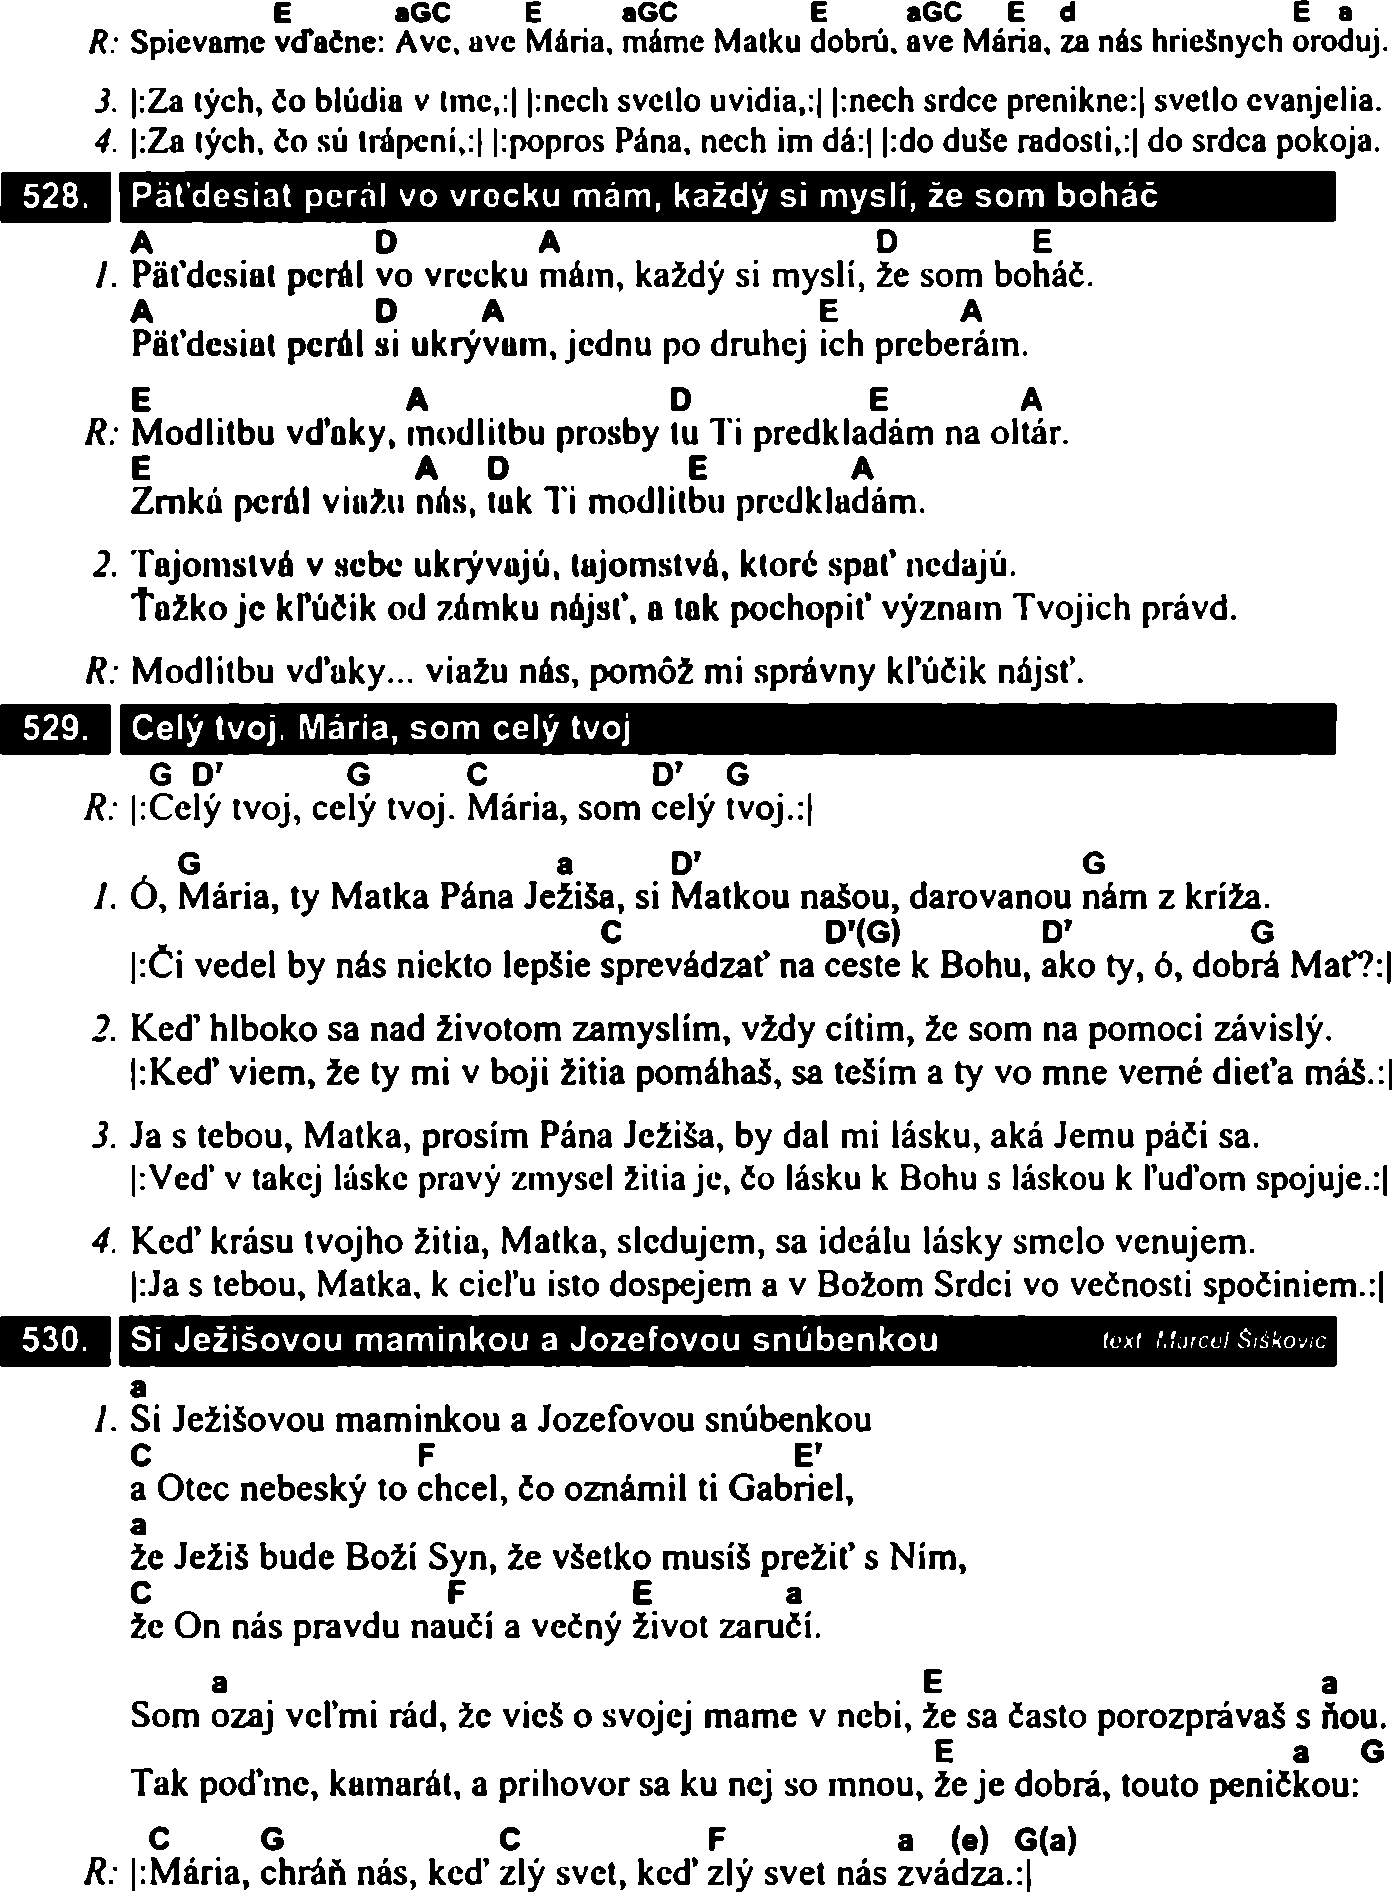 E aGC E aGC E aGC E d E a
R: Spievame vďačne: Ave, ave Mária, máme Matku dobrú, ave Mária, za nás hriešnych oroduj.
3. |:Za tých, čo blúdia v tme,:| |:nech svetlo uvidia,:| |:nech srdce prenikne:| svetlo evanjelia.
4. |:Za tých, čo sú trápení,:| |:popros Pána, nech im dá:| |:do duše radosti,:| do srdca pokoja.
528. Päťdesiat perál vo vrecku mám, každý si myslí, že som boháč
A D A D E
1. Päťdesiat perál vo vrecku mám, každý si myslí, že som boháč.
A D A E A
Päťdesiat perál si ukrývam, jednu po druhej ich preberám.
E A D E A
R: Modlitbu vďaky, modlitbu prosby tu Ti predkladám na oltár.
E A D E A
Zrnká perál viažu nás, tak Ti modlitbu predkladám.
2. Tajomstvá v sebe ukrývajú, tajomstvá, ktoré spať nedajú.
Ťažko je kľúčik od zámku nájsť, a tak pochopiť význam Tvojich právd.
R: Modlitbu vďaky... viažu nás, pomôž mi správny kľúčik nájsť.
529. Celý tvoj, Mária, som celý tvoj
G D7 G C D7 G
R: |:Celý tvoj, celý tvoj. Mária, som celý tvoj.:|
G a D7 G
1. Ó, Mária, ty Matka Pána Ježiša, si Matkou našou, darovanou nám z kríža.
C D7(G) D7 G
|:Či vedel by nás niekto lepšie sprevádzať na ceste k Bohu, ako ty, ó, dobrá Mať?:|
2. Keď hlboko sa nad životom zamyslím, vždy cítim, že som na pomoci závislý.
|:Keď viem, že ty mi v boji žitia pomáhaš, sa teším a ty vo mne verné dieťa máš.:|
3. Ja s tebou, Matka, prosím Pána Ježiša, by dal mi lásku, aká Jemu páči sa.
|:Veď v takej láske pravý zmysel žitia je, čo lásku k Bohu s láskou k ľuďom spojuje.:|
4. Keď krásu tvojho žitia, Matka, sledujem, sa ideálu lásky smelo venujem.
|:Ja s tebou, Matka, k cieľu isto dospejem a v Božom Srdci vo večnosti spočiniem.:|
530. Si Ježišovou maminkou a Jozefovou snúbenkou text Marcel Šiškovic
a
1. Si Ježišovou maminkou a Jozefovou snúbenkou
C F E7
a Otec nebeský to chcel, čo oznámil ti Gabriel,
a
že Ježiš bude Boží Syn, že všetko musíš prežiť s Ním,
C F E a
že On nás pravdu naučí a večný život zaručí.
a E a
Som ozaj veľmi rád, že vieš o svojej mame v nebi, že sa často porozprávaš s ňou.
E a G
Tak poďme, kamarát, a prihovor sa ku nej so mnou, že je dobrá, touto peničkou:
C G C F a (e) G(a)
R: |:Mária, chráň nás, keď zlý svet, keď zlý svet nás zvádza.:|